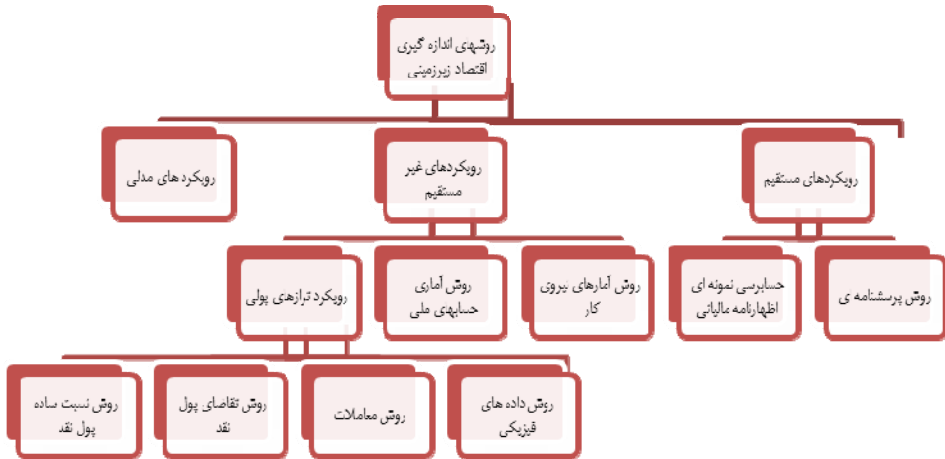 روشهای اندازه گیری
اقتصاد زیرزمینی
رویکردهای مستقیم
رویکردهای غیر
مستقیم
رویکرد های مدلی
روش پرسشنامه ی
حسابرسی نمونه ای
اظهارنامه مالیاتی
روش آمارهای نیروی
کار
روش آماری
حسابهای ملی
رویکرد ترازهای پولی
روش داده های
فیزیکی
روش معاملات
روش تقاضای پول
نقد
روش نسبت ساده
پول نقد